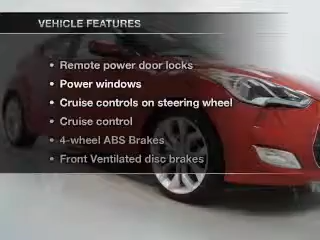 VEHICLE FEATURES
• Remote power door locks
• Power windows
• Cruise controls on steering wheel
• Cruise control
• 4-wheel ABS Brakes
• Front Ventilated disc brakes